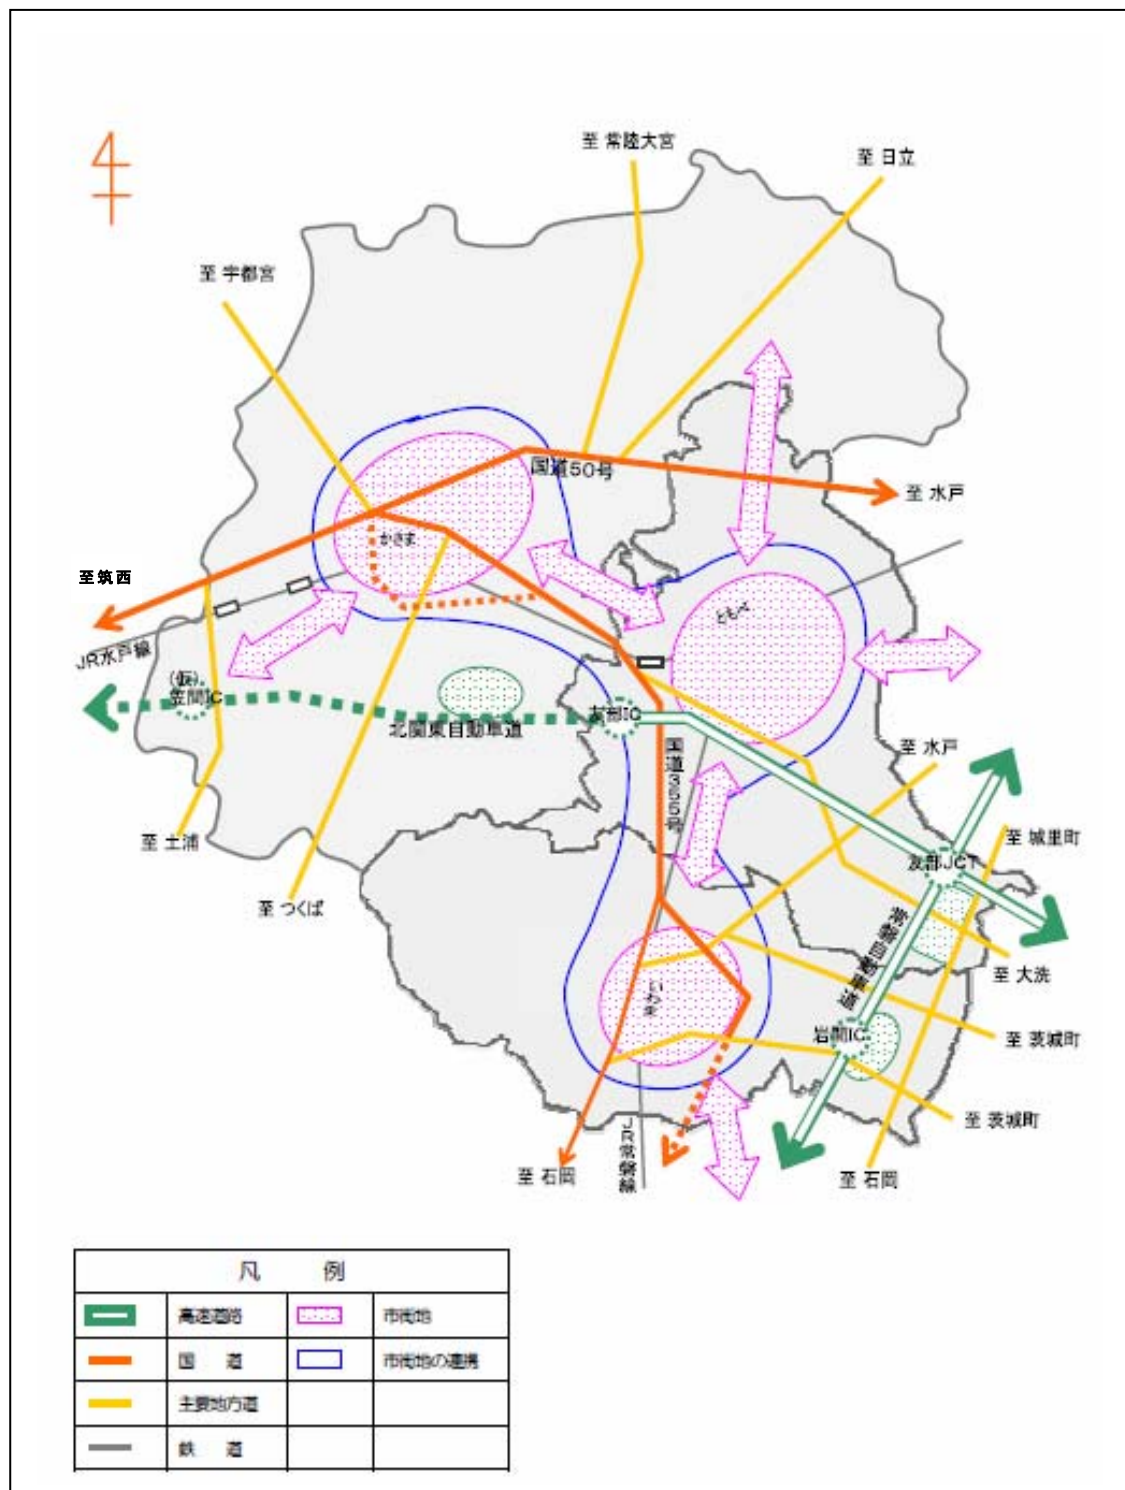 至 常陸大宮
至 日立
至 宇都宮
国道50号
至 水戸
かさま
至筑西
ともべ
JR水戸線
(仮)
笠間IC
友部IC
北関東自動車道
国道355号
至 水戸
至 土浦
至 城里町
友部JCT
至 つくば
常磐自動車道
至 大洗
いわま
岩間IC
至 茨城町
至 茨城町
JR常磐線
至 石岡
至 石岡
凡 例
高速道路 市街地
国 道 市街地の連携
主要地方道
鉄 道